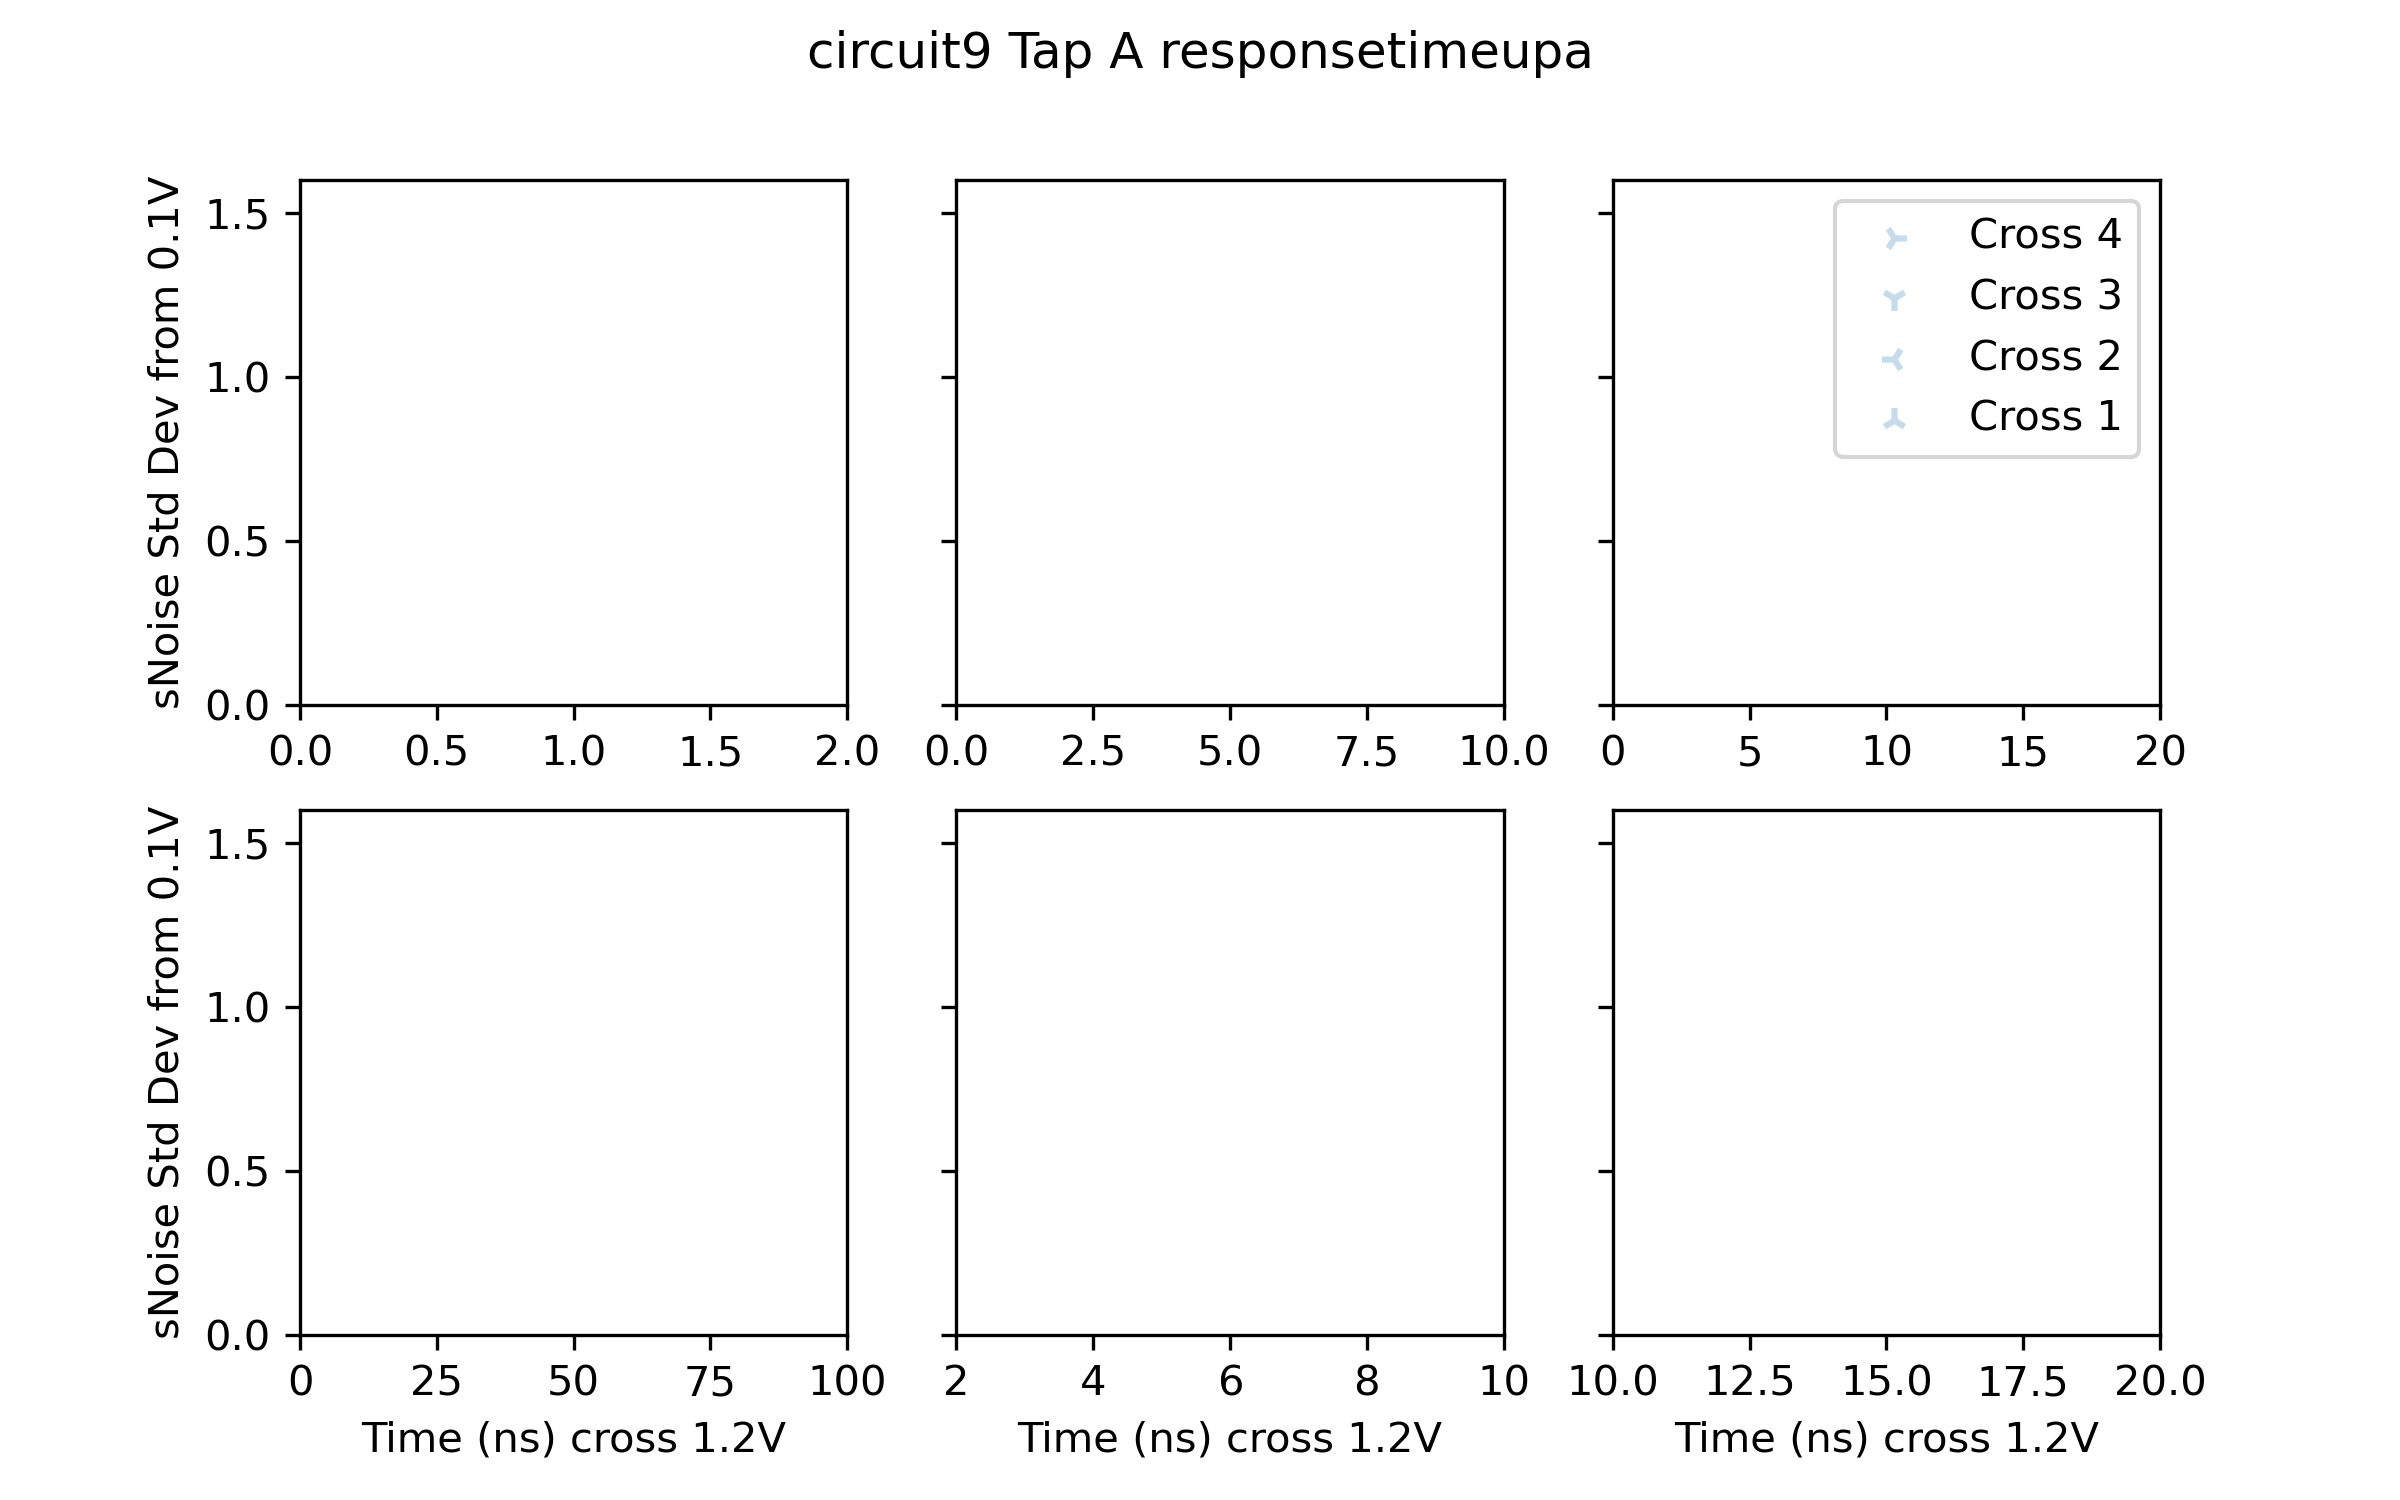 circuit9 Tap A responsetimeupa
sNoise Std Dev from 0.1V
1.5
1.0
0.5
0.0
0.0 0.5 1.0 1.5 2.0
0.0 2.5 5.0 7.5 10.0
Cross 4
Cross 3
Cross 2
Cross 1
0 5 10 15 20
sNoise Std Dev from 0.1V
1.5
1.0
0.5
0.0
0 25 50 75 100
Time (ns) cross 1.2V
2 4 6 8 10
Time (ns) cross 1.2V
10.0 12.5 15.0 17.5 20.0
Time (ns) cross 1.2V